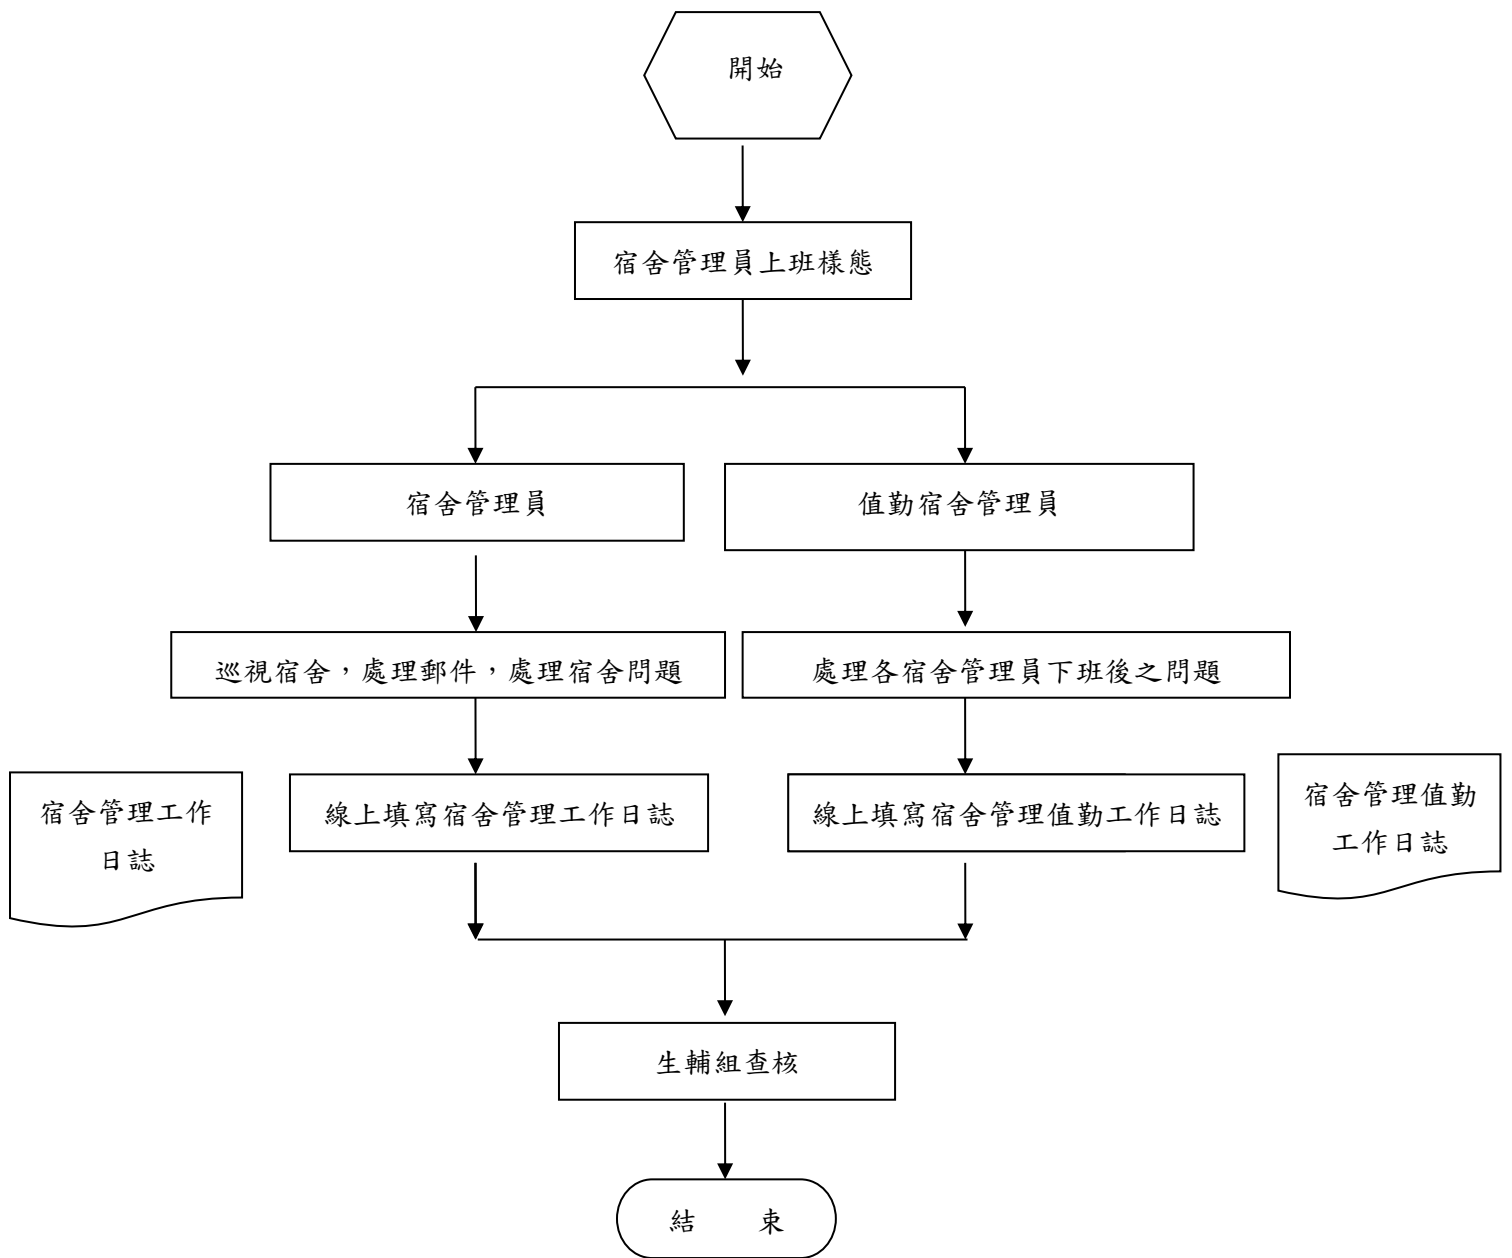 開始
宿舍管理員上班樣態
宿舍管理員
值勤宿舍管理員
巡視宿舍，處理郵件，處理宿舍問題
處理各宿舍管理員下班後之問題
宿舍管理工作
日誌
線上填寫宿舍管理工作日誌
線上填寫宿舍管理值勤工作日誌
宿舍管理值勤
工作日誌
生輔組查核
結 束